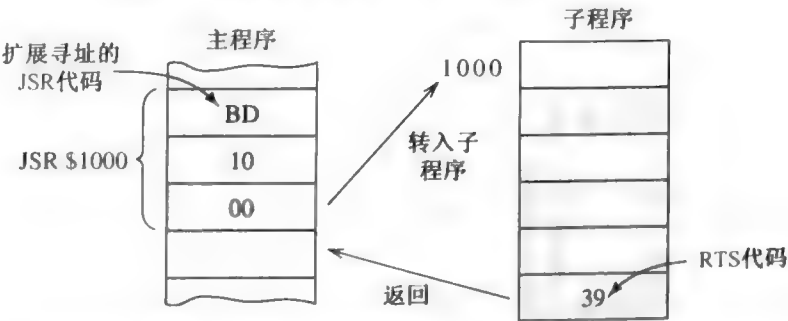 主程序
子程序
扩展寻址的
JSR代码
1000
BD
JSR $1000
10
00
转入子
程序
返回
39
RTS代码